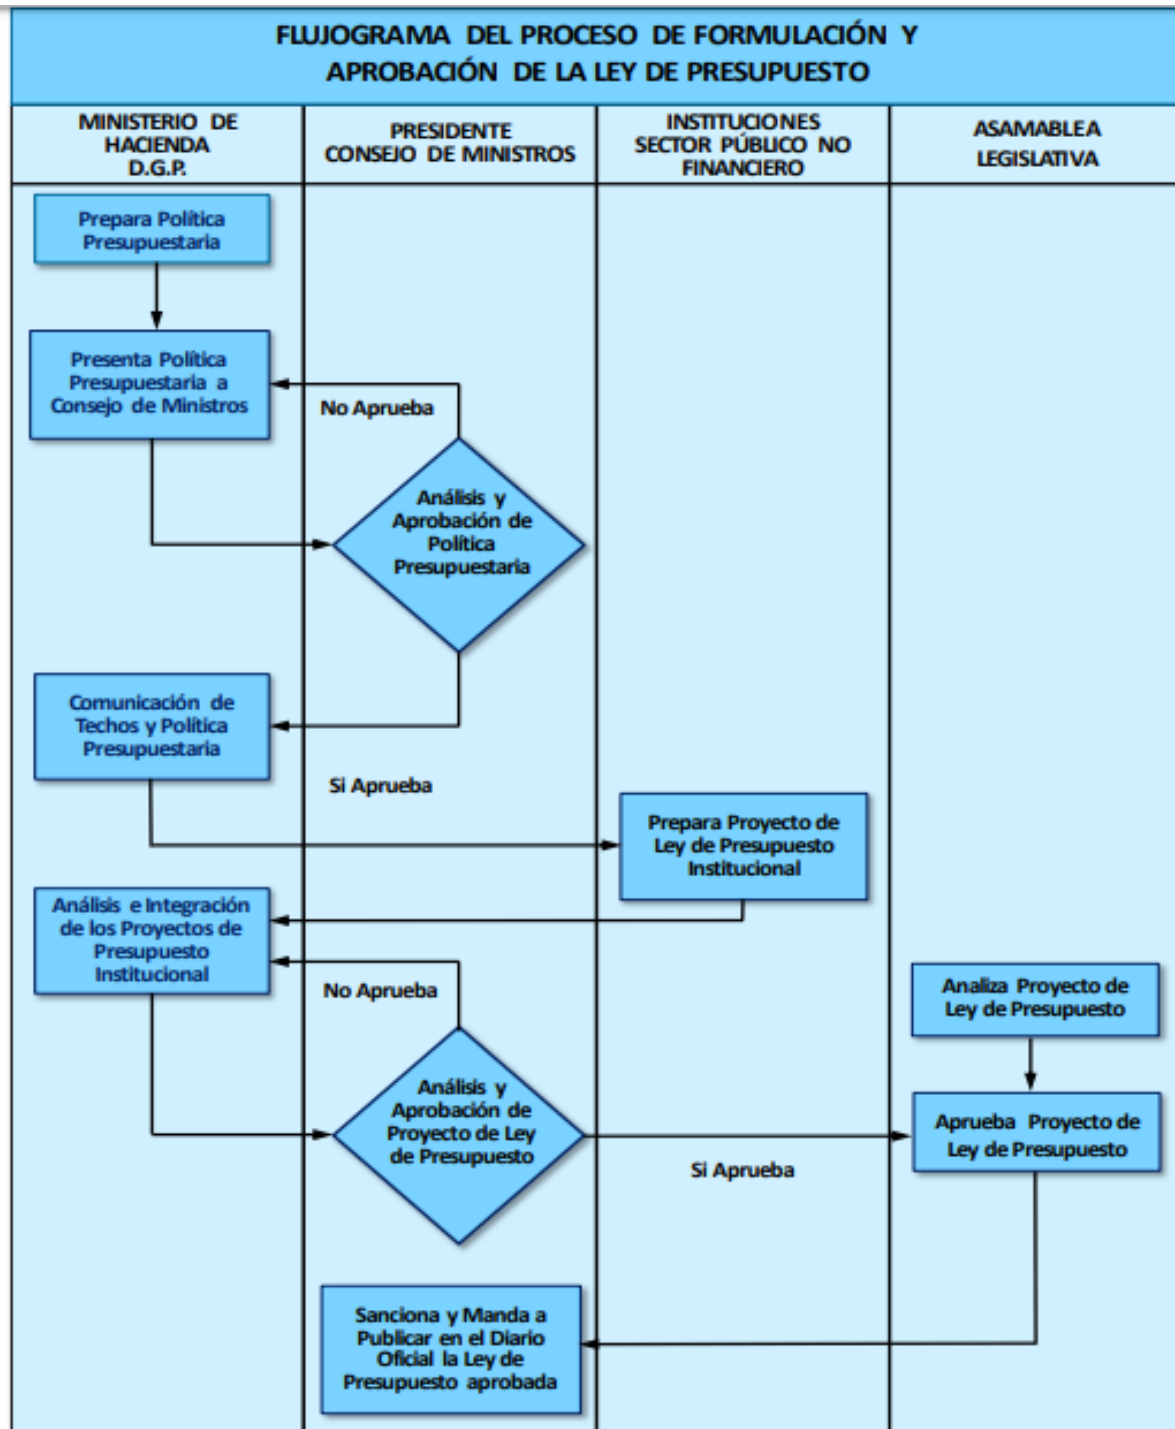 FLUJOGRAMA DEL PROCESO DE FORMULACIÓN Y
APROBACIÓN DE LA LEY DE PRESUPUESTO
MINISTERIO DE
HACIENDA
D.G.P.
PRESIDENTE
CONSEJO DE MINISTROS
INSTITUCIONES
SECTOR PÚBLICO NO
FINANCIERO
ASAMABLEA
LEGISLATIVA
Prepara Política
Presupuestaria
Presenta Política
Presupuestaria a
Consejo de Ministros
No Aprueba
Análisis y
Aprobación de
Política
Presupuestaria
Comunicación de
Techos y Política
Presupuestaria
Si Aprueba
Prepara Proyecto de
Ley de Presupuesto
Institucional
Análisis e Integración
de los Proyectos de
Presupuesto
Institucional
No Aprueba
Analiza Proyecto de
Ley de Presupuesto
Análisis y
Aprobación de
Proyecto de Ley
de Presupuesto
Si Aprueba
Aprueba Proyecto de
Ley de Presupuesto
Sanciona y Manda a
Publicar en el Diario
Oficial la Ley de
Presupuesto aprobada